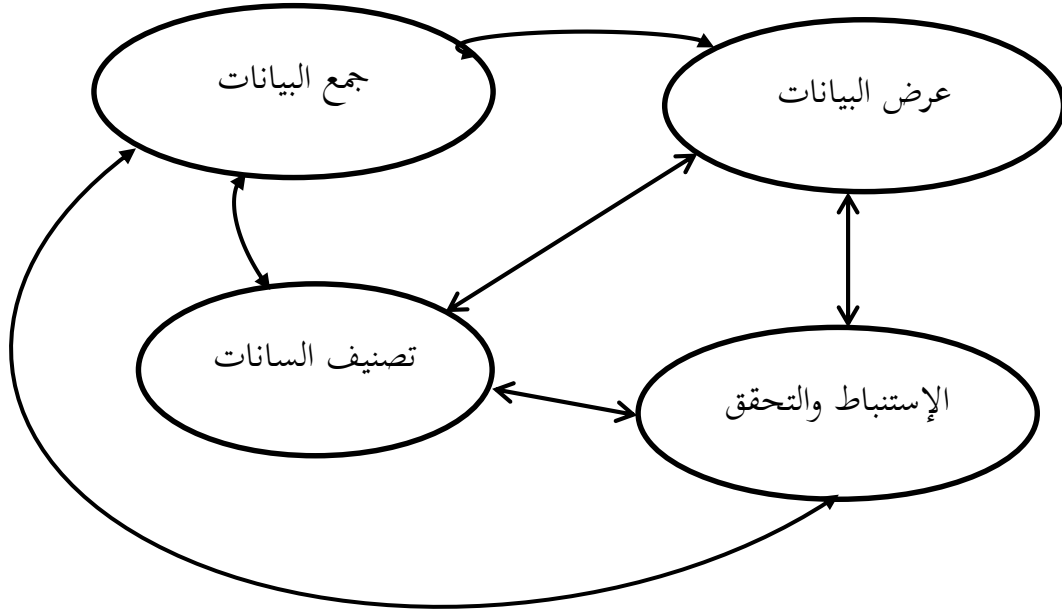 جمع البيانات
عرض البيانات
تصنيف السانات
الإستنباط والتحقق